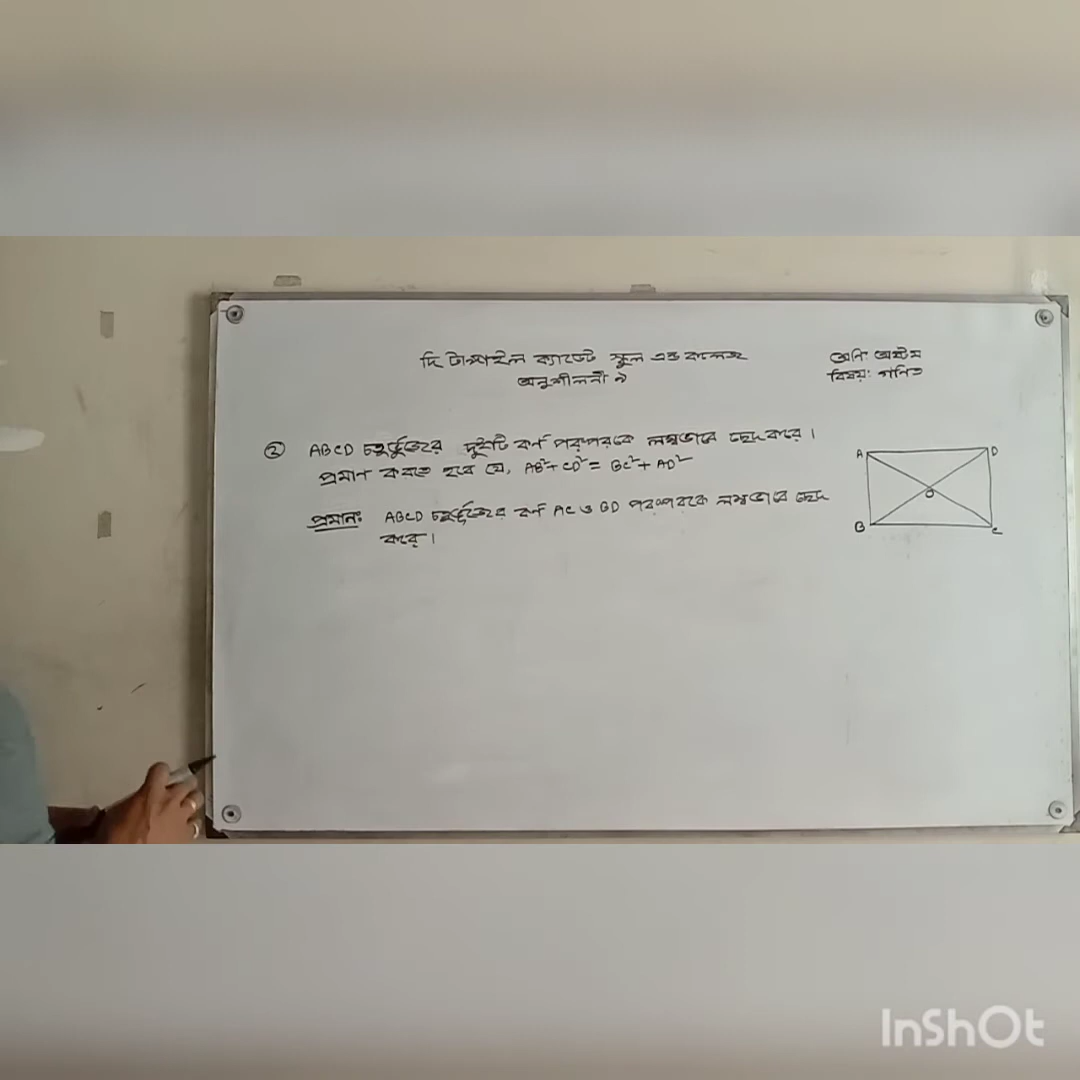 দি টাঙ্গাইল ক্যাডেট স্কুল এন্ড কলেজ
অনুশীলনী ৯
শ্রেণি: অষ্টম
বিষয়: গণিত
② ABCD চতুর্ভুজের দুইটি কর্ণ পরস্পরকে লম্বভাবে ছেদ করে।
প্রমাণ করতে হবে যে, AB²+CD² = BC²+AD²
A
D
O
B
C
প্রমাণ: ABCD চতুর্ভুজের কর্ণ AC ও BD পরস্পরকে লম্বভাবে ছেদ
করে।
InShOt